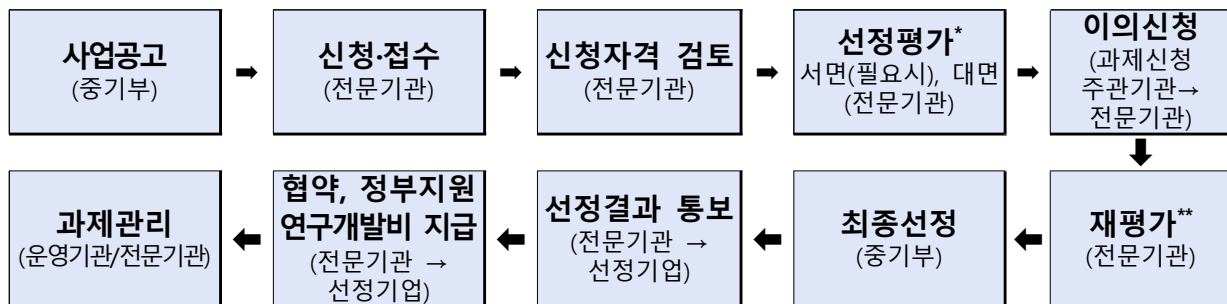 사업공고
(중기부)
신청·접수
(전문기관)
신청자격 검토
(전문기관)
선정평가*
서면(필요시), 대면
(전문기관)
이의신청
(과제신청
주관기관→
전문기관)
재평가**
(전문기관)
최종선정
(중기부)
선정결과 통보
(전문기관 →
선정기업)
협약, 정부지원
연구개발비 지급
(전문기관 →
선정기업)
과제관리
(운영기관/전문기관)